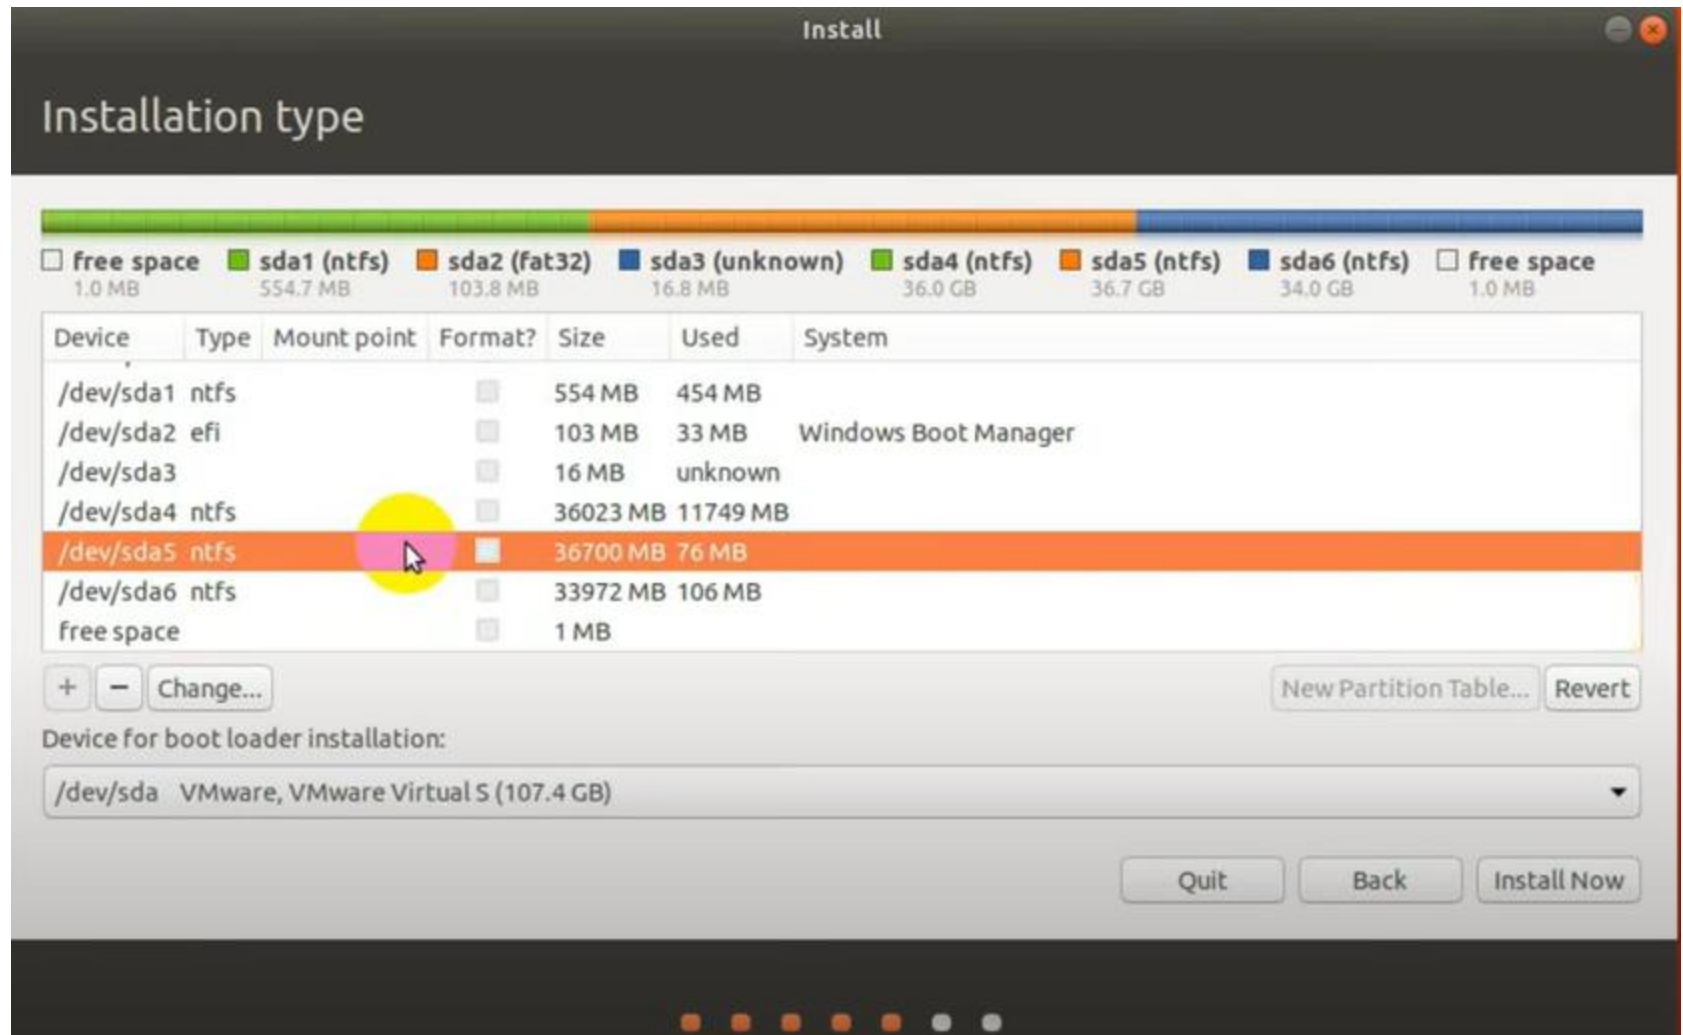 Install
Installation type
free space sda1 (ntfs) sda2 (fat32) sda3 (unknown) sda4 (ntfs) sda5 (ntfs) sda6 (ntfs) free space
1.0 MB 554.7 MB 103.8 MB 16.8 MB 36.0 GB 36.7 GB 34.0 GB 1.0 MB
Device Type Mount point Format? Size Used System
/dev/sda1 ntfs 554 MB 454 MB
/dev/sda2 efi 103 MB 33 MB Windows Boot Manager
/dev/sda3 16 MB unknown
/dev/sda4 ntfs 36023 MB 11749 MB
/dev/sda5 ntfs 36700 MB 76 MB
/dev/sda6 ntfs 33972 MB 106 MB
free space 1 MB
+ − Change... New Partition Table... Revert
Device for boot loader installation:
/dev/sda VMware, VMware Virtual S (107.4 GB)
Quit Back Install Now